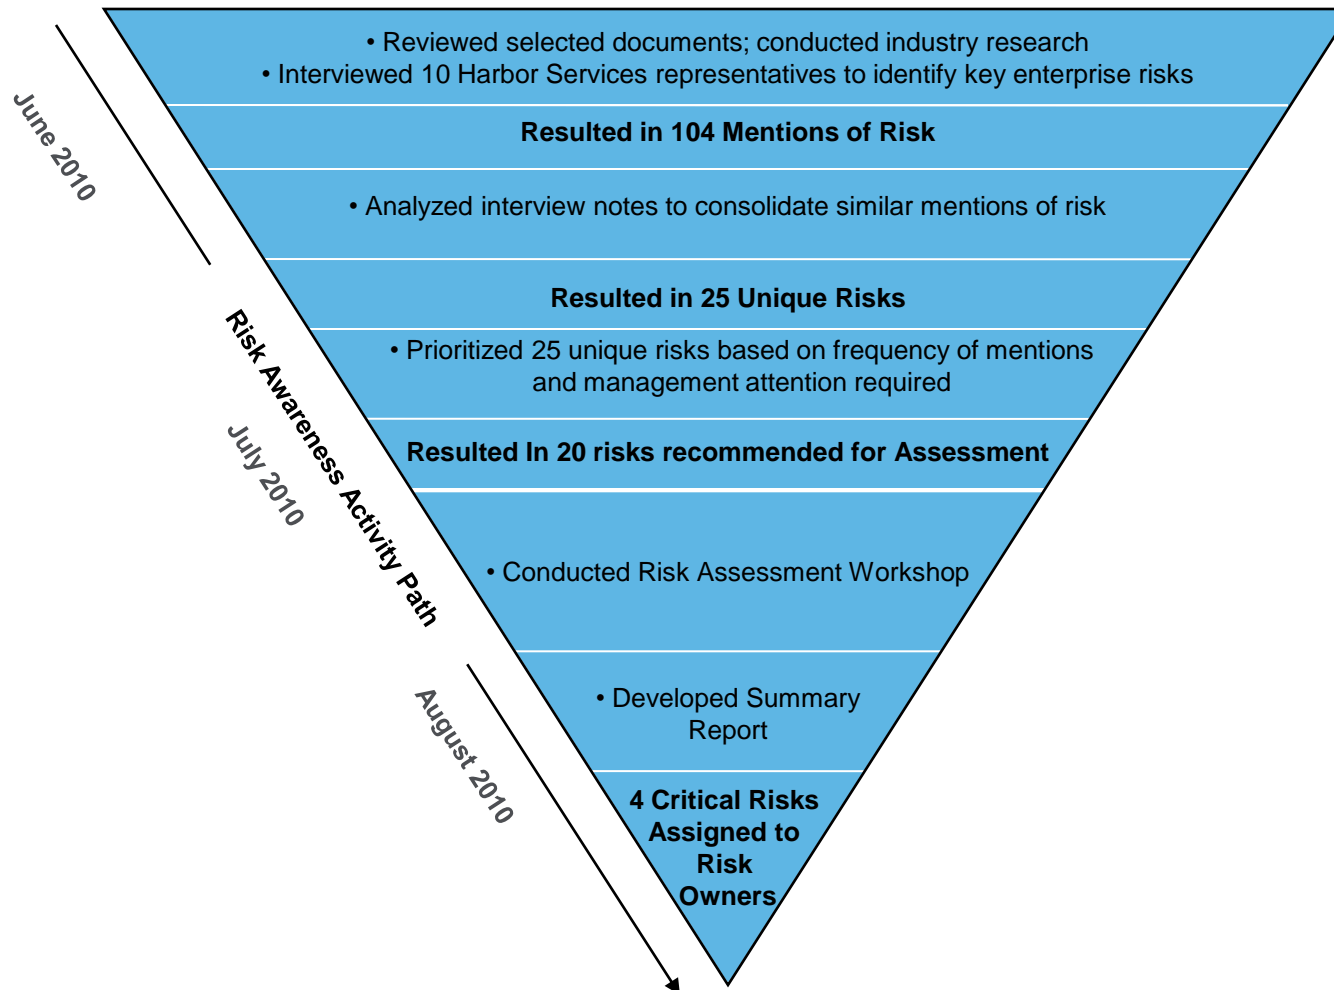 • Reviewed selected documents; conducted industry research
• Interviewed 10 Harbor Services representatives to identify key enterprise risks
Resulted in 104 Mentions of Risk
• Analyzed interview notes to consolidate similar mentions of risk
Resulted in 25 Unique Risks
• Prioritized 25 unique risks based on frequency of mentions
and management attention required
Resulted In 20 risks recommended for Assessment
• Conducted Risk Assessment Workshop
• Developed Summary
Report
4 Critical Risks
Assigned to
Risk
Owners
June 2010
Risk Awareness Activity Path
July 2010
August 2010